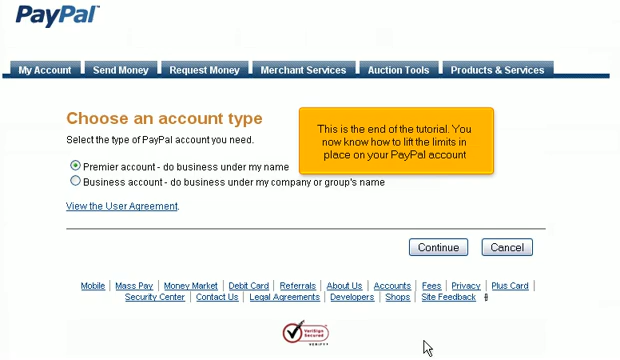 PayPal
My Account Send Money Request Money Merchant Services Auction Tools Products & Services
Choose an account type
Select the type of PayPal account you need.
Premier account - do business under my name
Business account - do business under my company or group's name
View the User Agreement.
This is the end of the tutorial. You
now know how to lift the limits in
place on your PayPal account
Continue Cancel
Mobile | Mass Pay | Money Market | Debit Card | Referrals | About Us | Accounts | Fees | Privacy | Plus Card |
Security Center | Contact Us | Legal Agreements | Developers | Shops | Site Feedback
VeriSign
Secured
VERIFY